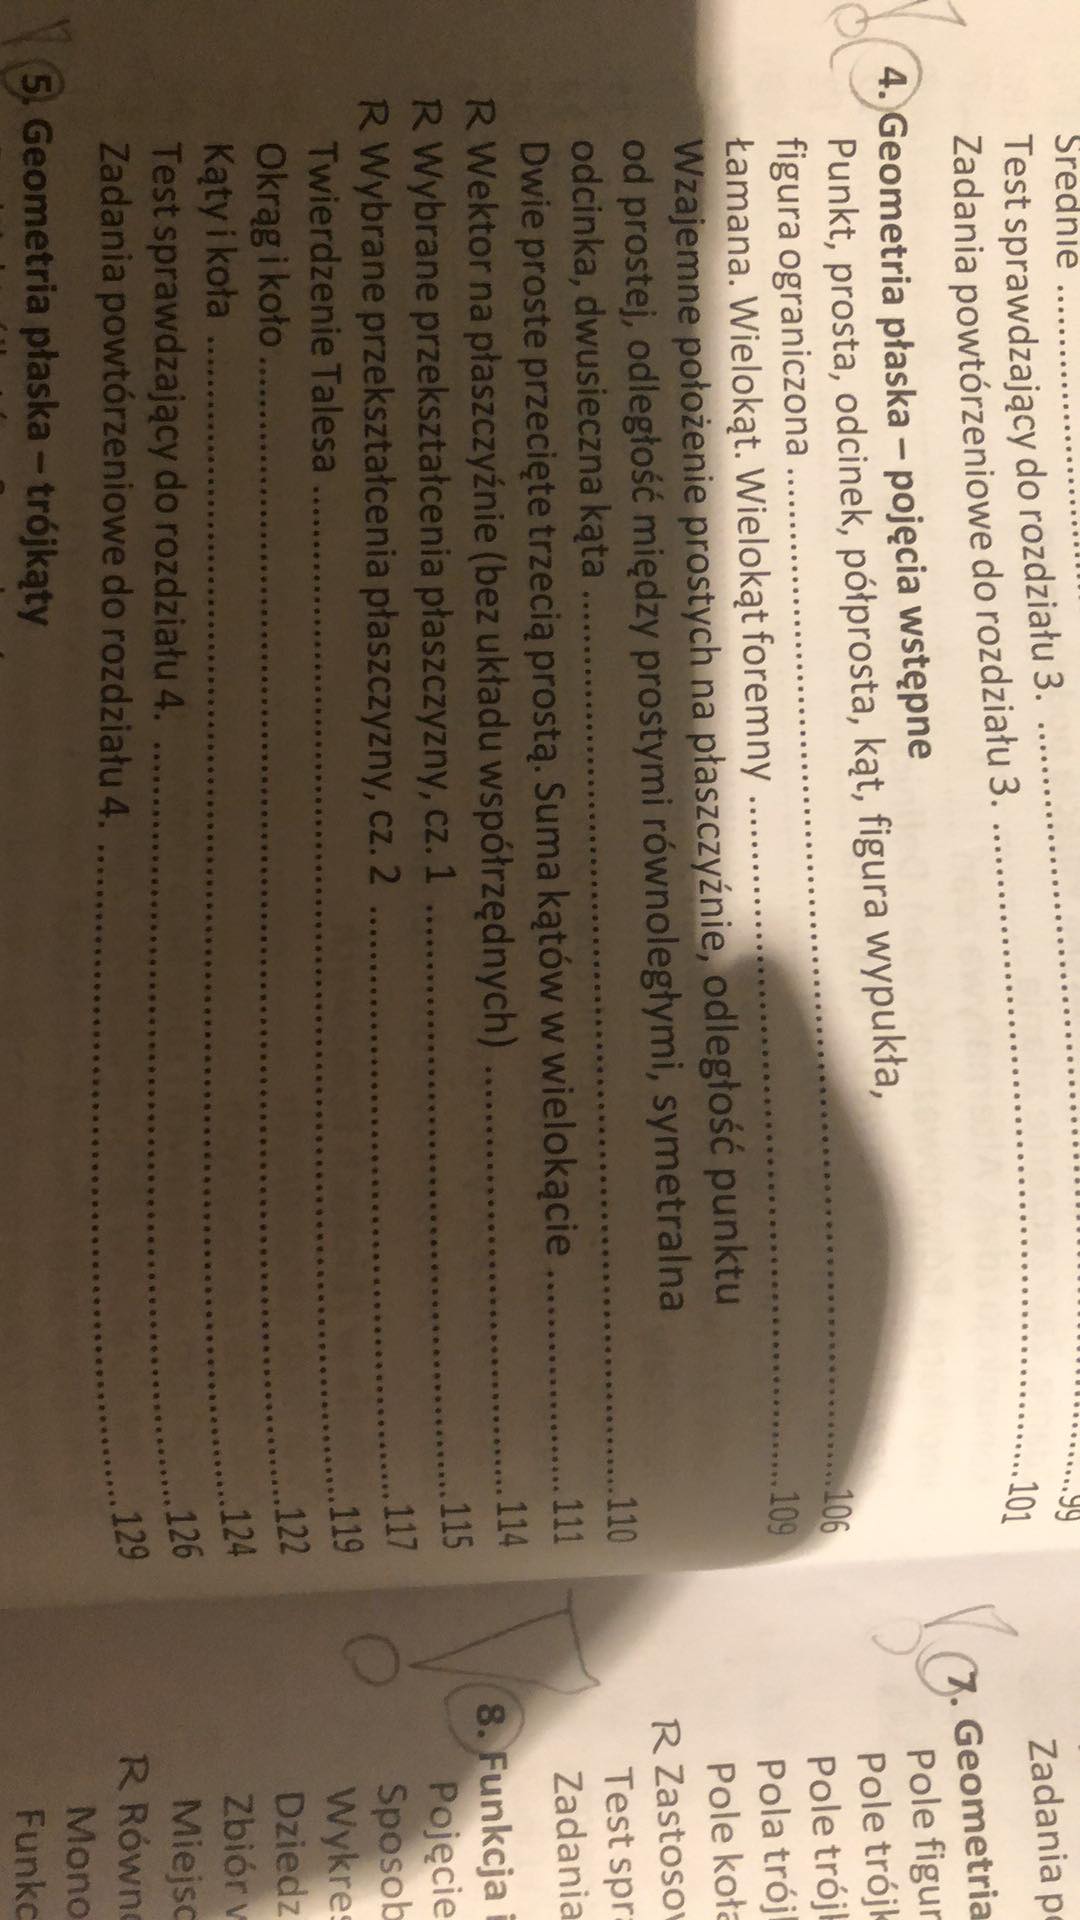 Średnie ........................ 99
Test sprawdzający do rozdziału 3. ........................ 101
Zadania powtórzeniowe do rozdziału 3. ........................
4. Geometria płaska – pojęcia wstępne
Punkt, prosta, odcinek, półprosta, kąt, figura wypukła,
figura ograniczona ........................ 106
Łamana. Wielokąt. Wielokąt foremny ........................ 109
Wzajemne położenie prostych na płaszczyźnie, odległość punktu
od prostej, odległość między prostymi równoległymi, symetralna
odcinka, dwusieczna kąta ........................ 110
Dwie proste przecięte trzecią prostą. Suma kątów w wielokącie ........................ 111
R Wektor na płaszczyźnie (bez układu współrzędnych) ........................ 114
R Wybrane przekształcenia płaszczyzny, cz. 1 ........................ 115
R Wybrane przekształcenia płaszczyzny, cz. 2 ........................ 117
Twierdzenie Talesa ........................ 119
Okrąg i koło ........................ 122
Kąty i koła ........................ 124
Test sprawdzający do rozdziału 4. ........................ 126
Zadania powtórzeniowe do rozdziału 4. ........................ 129
5. Geometria płaska – trójkąty
Zadania
7. Geometria
Pole figur
Pole trójk
Pole trój
Pola trój
Pole koła
R Zastosow
Test spr
Zadania
8. Funkcja i
Pojęcie
Sposob
Wykres
Dziedz
Zbiór w
Miejsc
R Równo
Mono
Funkc